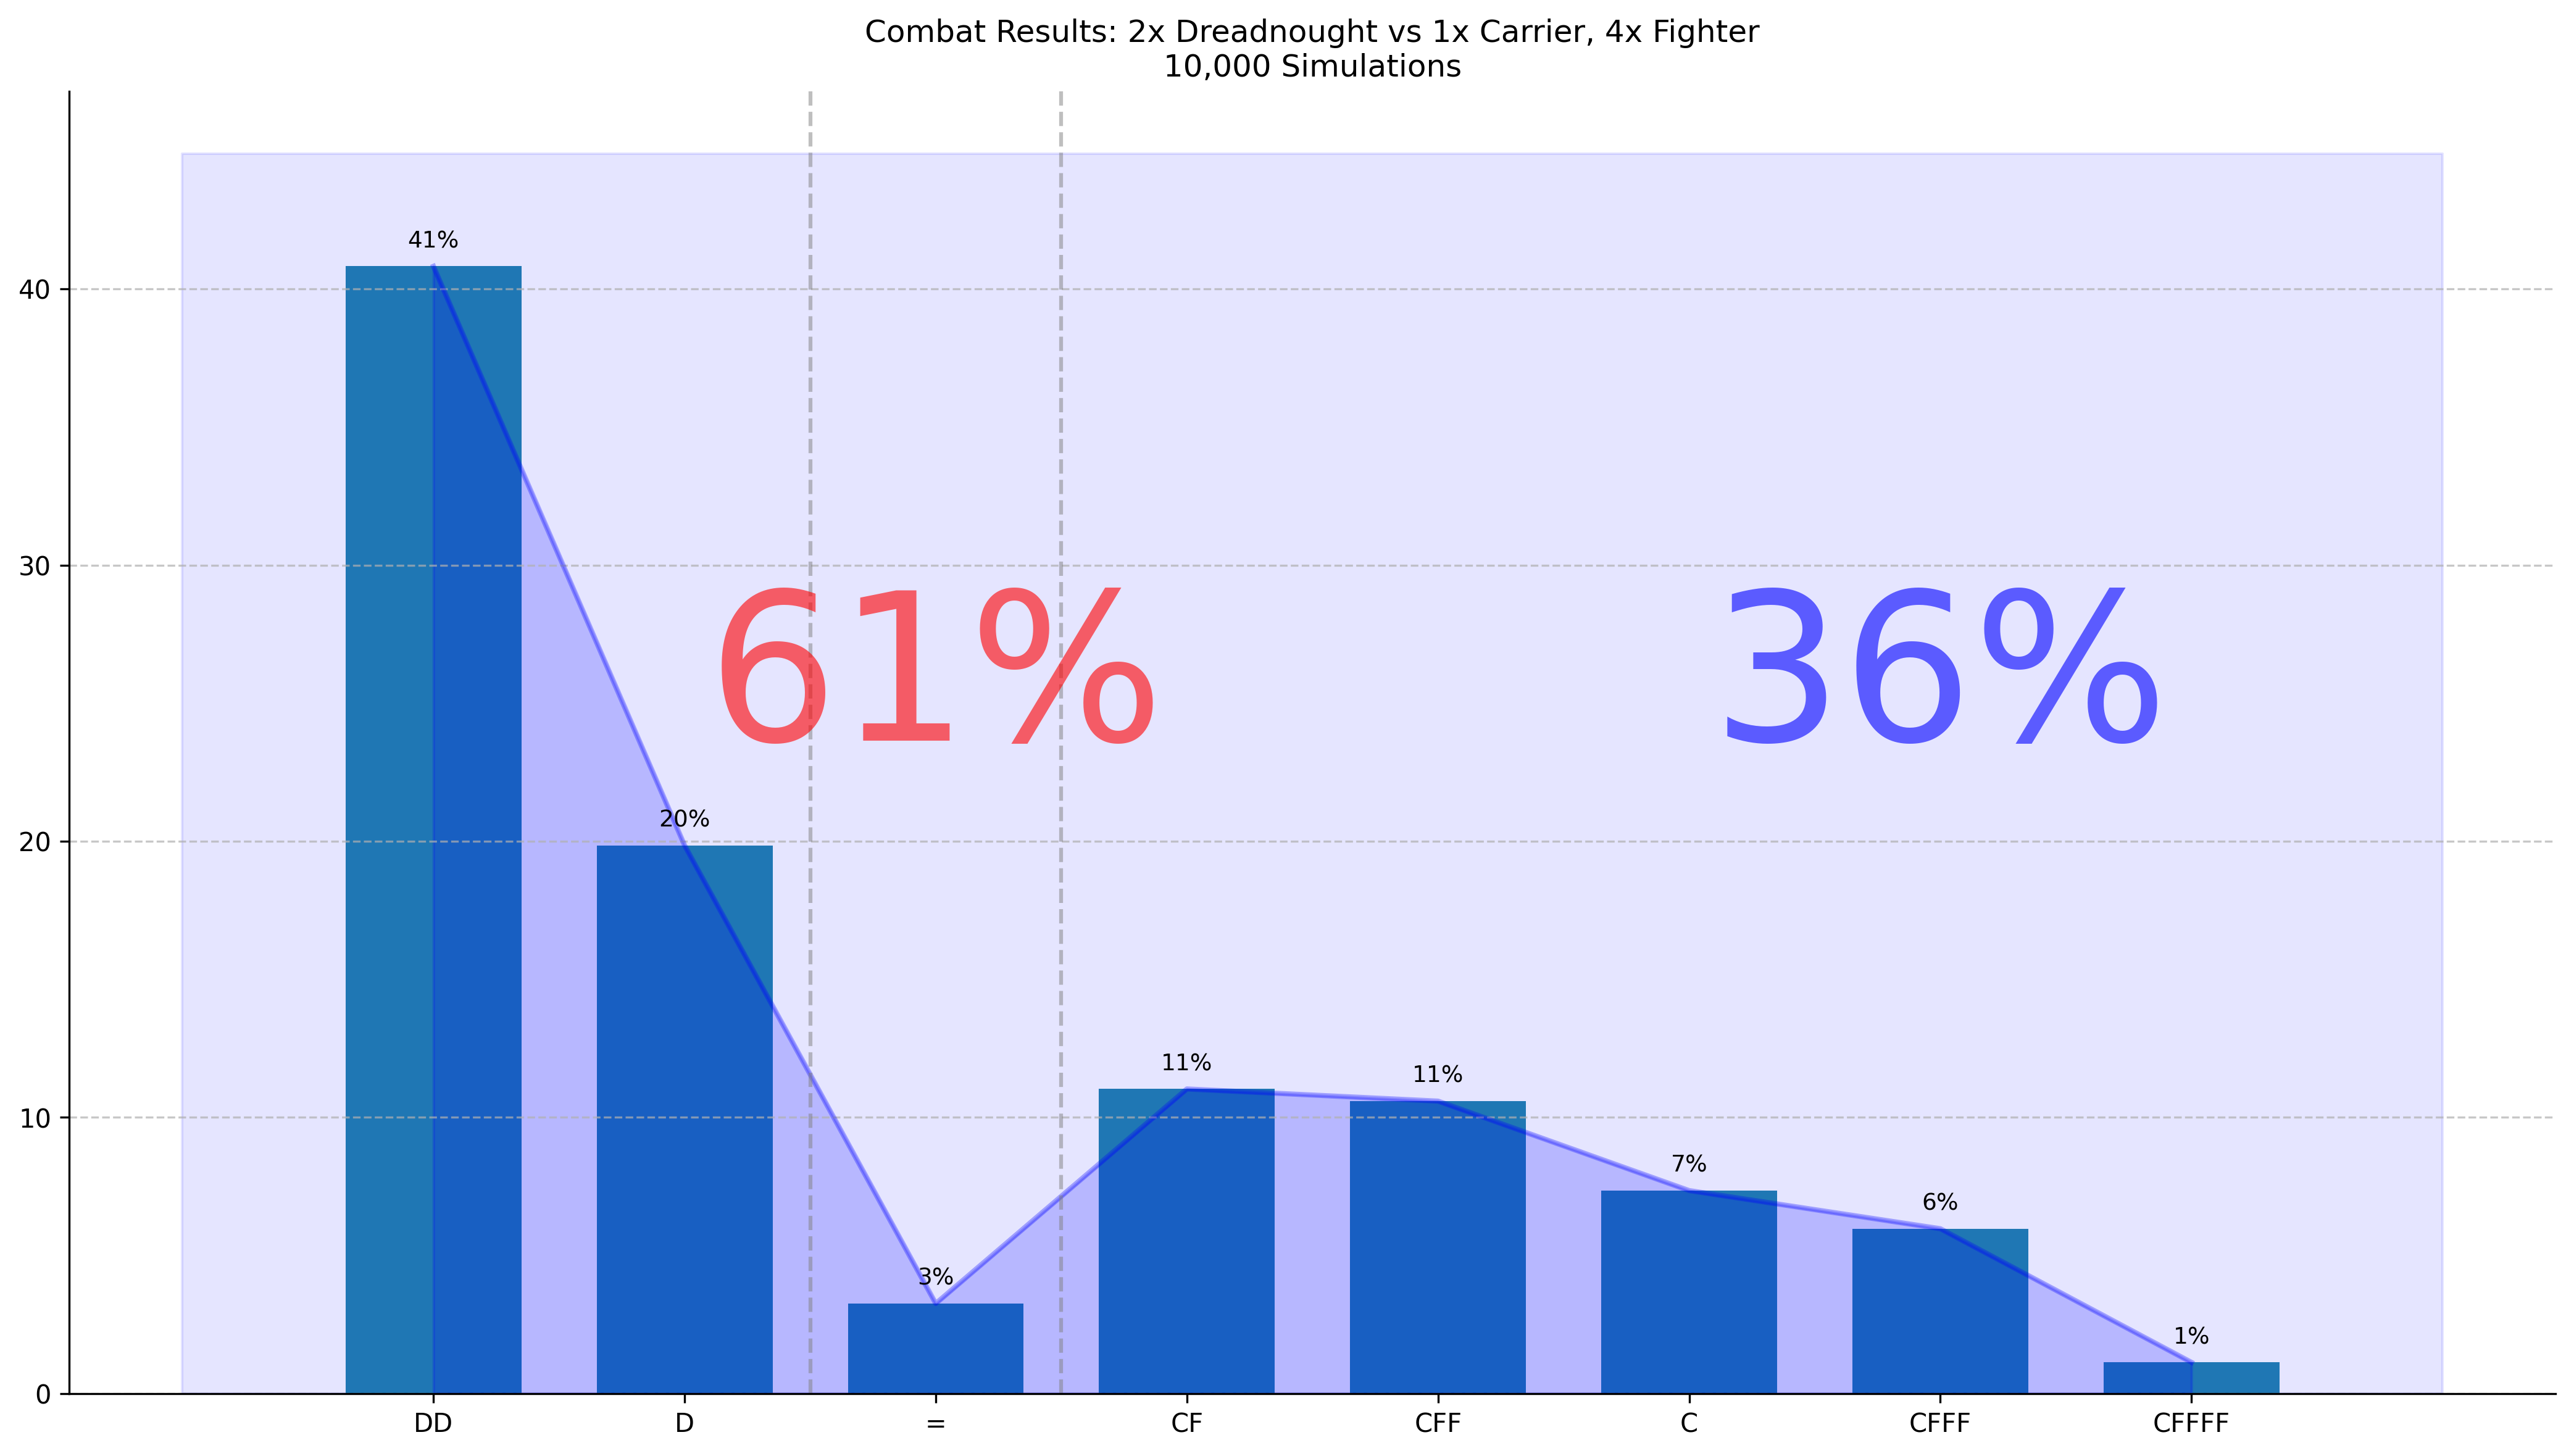 Combat Results: 2x Dreadnought vs 1x Carrier, 4x Fighter
10,000 Simulations
41%
40
30
61%
36%
20%
20
11%
11%
10
7%
6%
3%
1%
0
DD
D
=
CF
CFF
C
CFFF
CFFFF